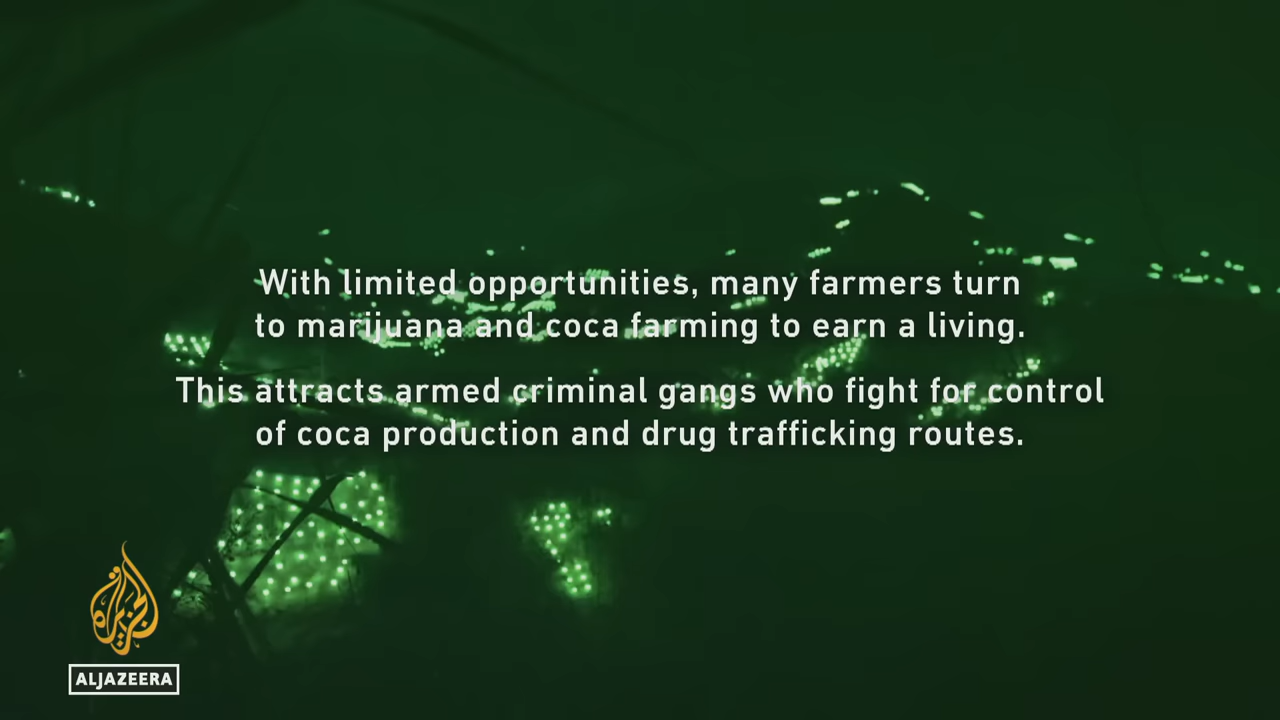 With limited opportunities, many farmers turn
to marijuana and coca farming to earn a living.
This attracts armed criminal gangs who fight for control
of coca production and drug trafficking routes.
الجزيرة
ALJAZEERA